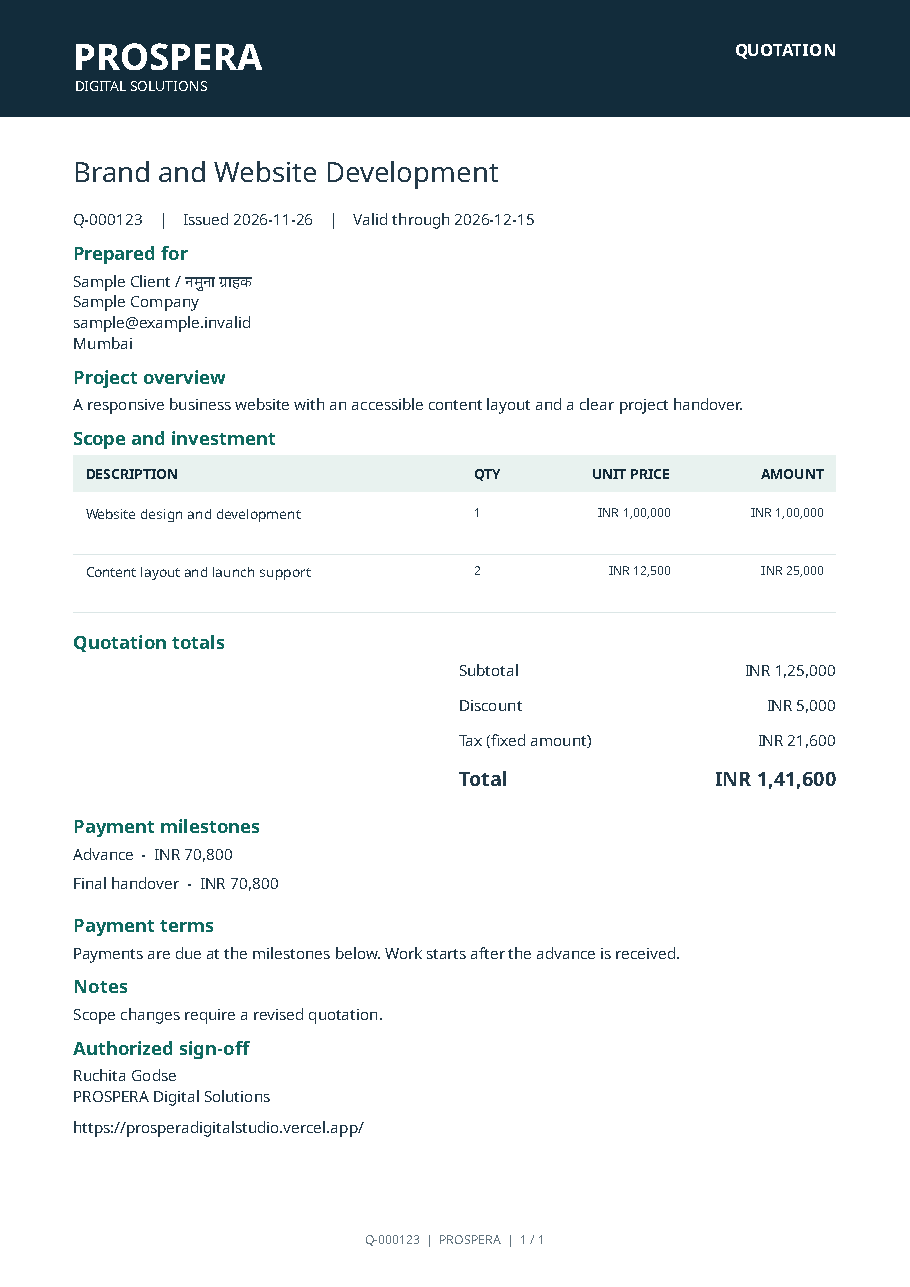 PROSPERA
DIGITAL SOLUTIONS
QUOTATION
Brand and Website Development
Q-000123 | Issued 2026-11-26 | Valid through 2026-12-15
Prepared for
Sample Client / नमुना ग्राहक
Sample Company
sample@example.invalid
Mumbai
Project overview
A responsive business website with an accessible content layout and a clear project handover.
Scope and investment
DESCRIPTION QTY UNIT PRICE AMOUNT
Website design and development 1 INR 1,00,000 INR 1,00,000
Content layout and launch support 2 INR 12,500 INR 25,000
Quotation totals
Subtotal INR 1,25,000
Discount INR 5,000
Tax (fixed amount) INR 21,600
Total INR 1,41,600
Payment milestones
Advance - INR 70,800
Final handover - INR 70,800
Payment terms
Payments are due at the milestones below. Work starts after the advance is received.
Notes
Scope changes require a revised quotation.
Authorized sign-off
Ruchita Godse
PROSPERA Digital Solutions
https://prosperadigitalstudio.vercel.app/
Q-000123 | PROSPERA | 1 / 1